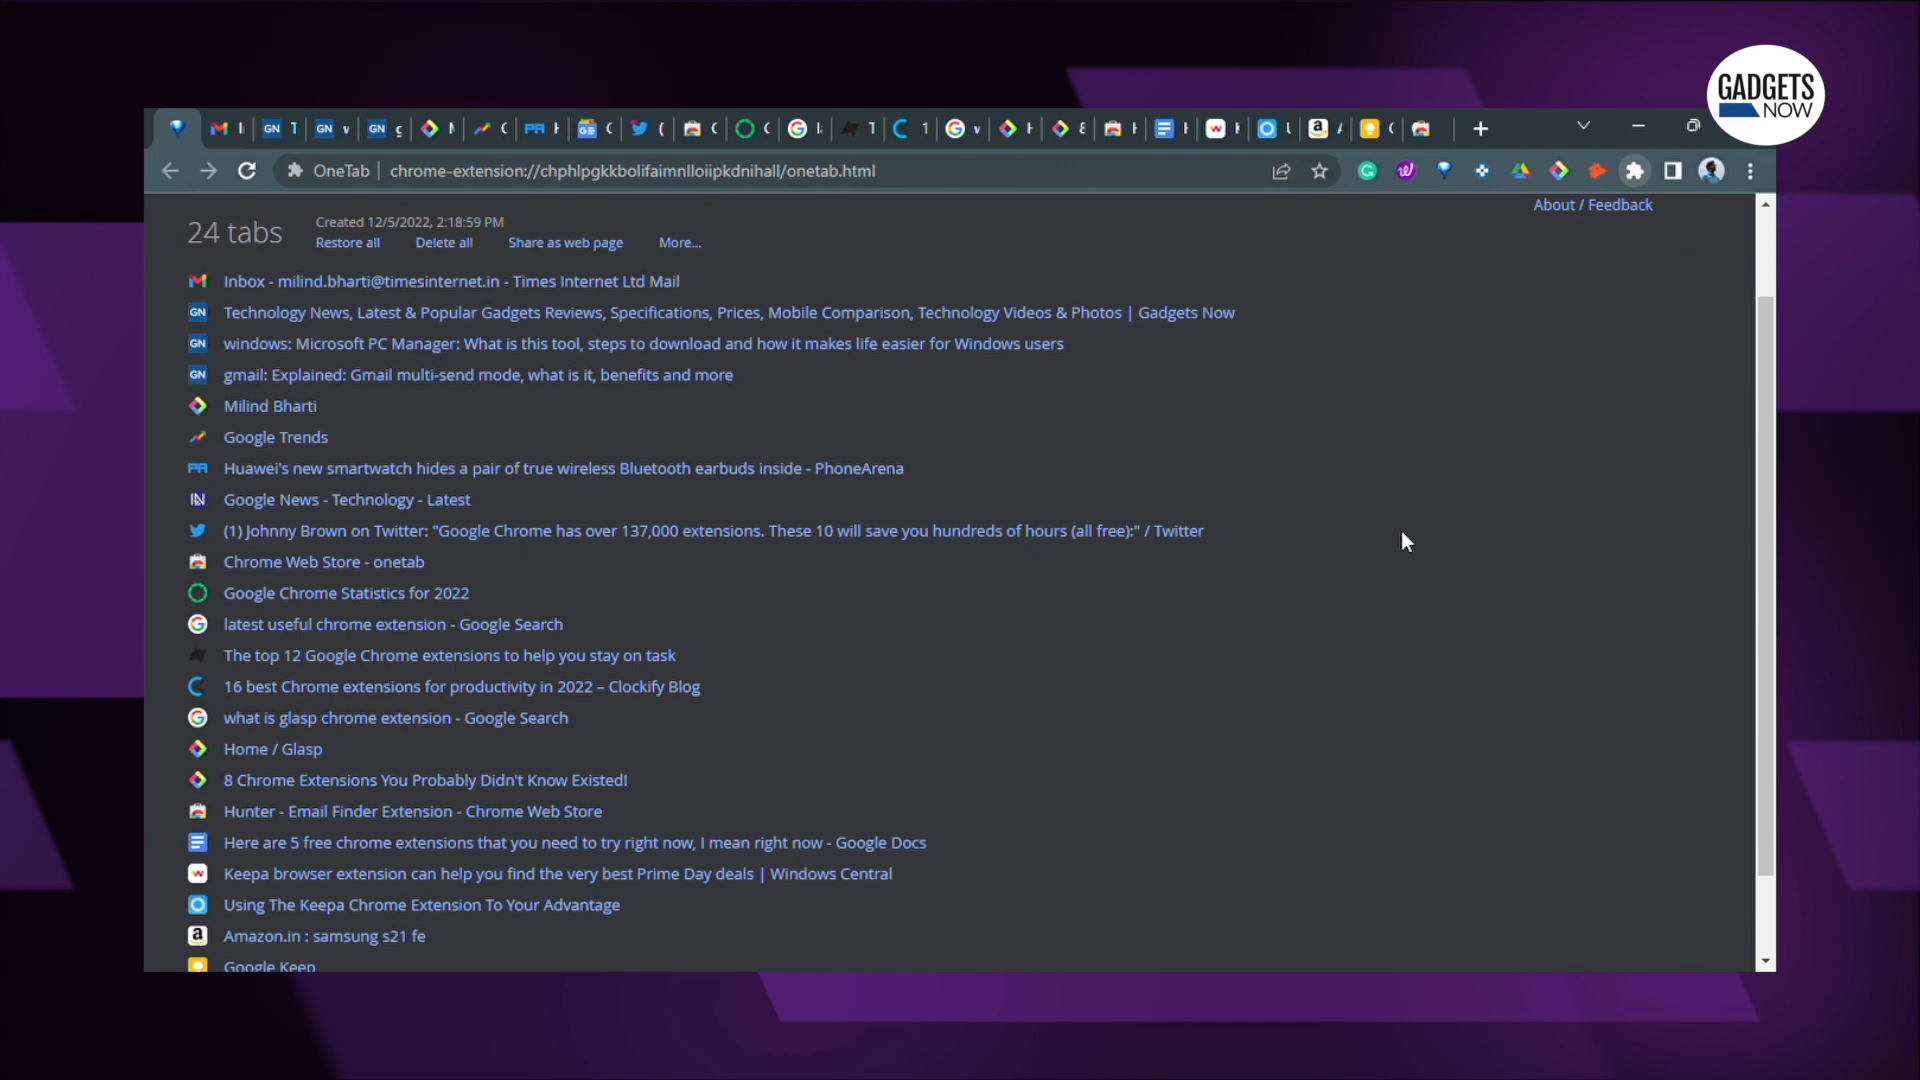 GADGETS
NOW
OneTab | chrome-extension://chphlpgkkbolifaimnlloiipkdnihall/onetab.html
About / Feedback
24 tabs
Created 12/5/2022, 2:18:59 PM
Restore all Delete all Share as web page More...
Inbox - milind.bharti@timesinternet.in - Times Internet Ltd Mail
GN Technology News, Latest & Popular Gadgets Reviews, Specifications, Prices, Mobile Comparison, Technology Videos & Photos | Gadgets Now
GN windows: Microsoft PC Manager: What is this tool, steps to download and how it makes life easier for Windows users
GN gmail: Explained: Gmail multi-send mode, what is it, benefits and more
Milind Bharti
Google Trends
Huawei's new smartwatch hides a pair of true wireless Bluetooth earbuds inside - PhoneArena
Google News - Technology - Latest
(1) Johnny Brown on Twitter: "Google Chrome has over 137,000 extensions. These 10 will save you hundreds of hours (all free):" / Twitter
Chrome Web Store - onetab
Google Chrome Statistics for 2022
latest useful chrome extension - Google Search
The top 12 Google Chrome extensions to help you stay on task
16 best Chrome extensions for productivity in 2022 – Clockify Blog
what is glasp chrome extension - Google Search
Home / Glasp
8 Chrome Extensions You Probably Didn't Know Existed!
Hunter - Email Finder Extension - Chrome Web Store
Here are 5 free chrome extensions that you need to try right now, I mean right now - Google Docs
Keepa browser extension can help you find the very best Prime Day deals | Windows Central
Using The Keepa Chrome Extension To Your Advantage
Amazon.in : samsung s21 fe
Google Keep